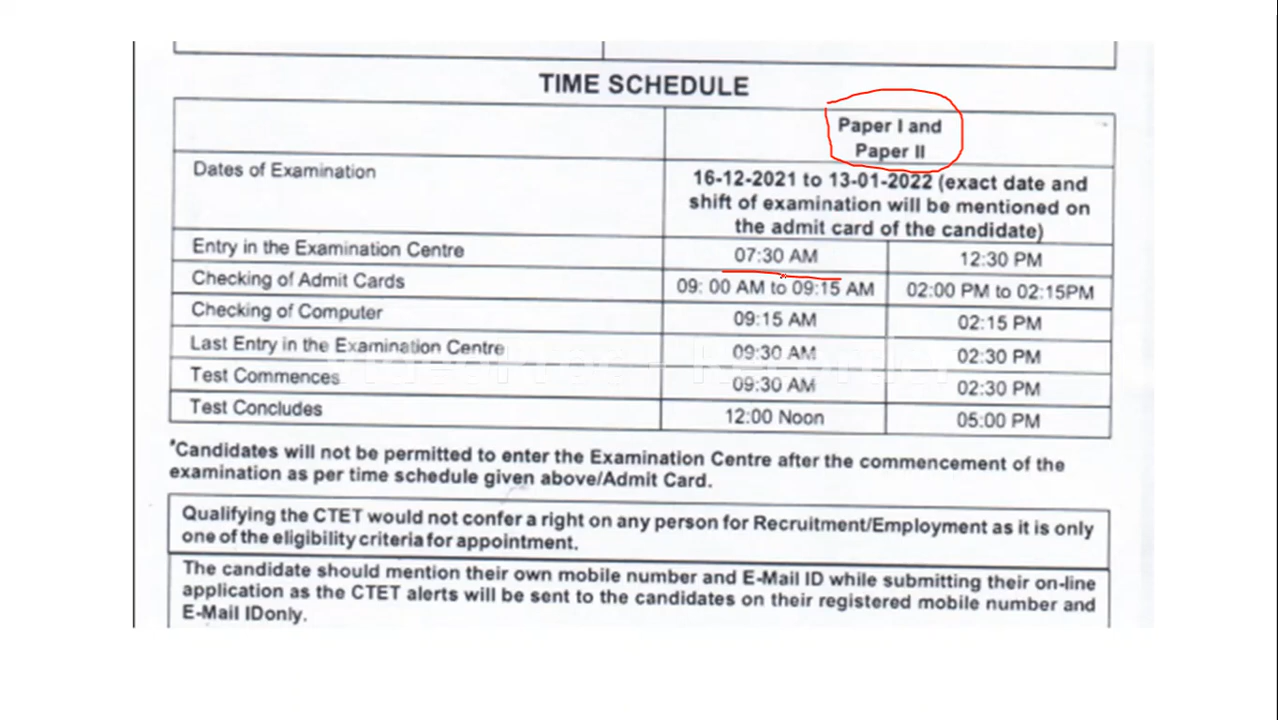 TIME SCHEDULE
Paper I and
Paper II
Dates of Examination
16-12-2021 to 13-01-2022 (exact date and
shift of examination will be mentioned on
the admit card of the candidate)
Entry in the Examination Centre 07:30 AM 12:30 PM
Checking of Admit Cards 09: 00 AM to 09:15 AM 02:00 PM to 02:15PM
Checking of Computer 09:15 AM 02:15 PM
Last Entry in the Examination Centre 09:30 AM 02:30 PM
Test Commences 09:30 AM 02:30 PM
Test Concludes 12:00 Noon 05:00 PM
*Candidates will not be permitted to enter the Examination Centre after the commencement of the
examination as per time schedule given above/Admit Card.
Qualifying the CTET would not confer a right on any person for Recruitment/Employment as it is only
one of the eligibility criteria for appointment.
The candidate should mention their own mobile number and E-Mail ID while submitting their on-line
application as the CTET alerts will be sent to the candidates on their registered mobile number and
E-Mail IDonly.